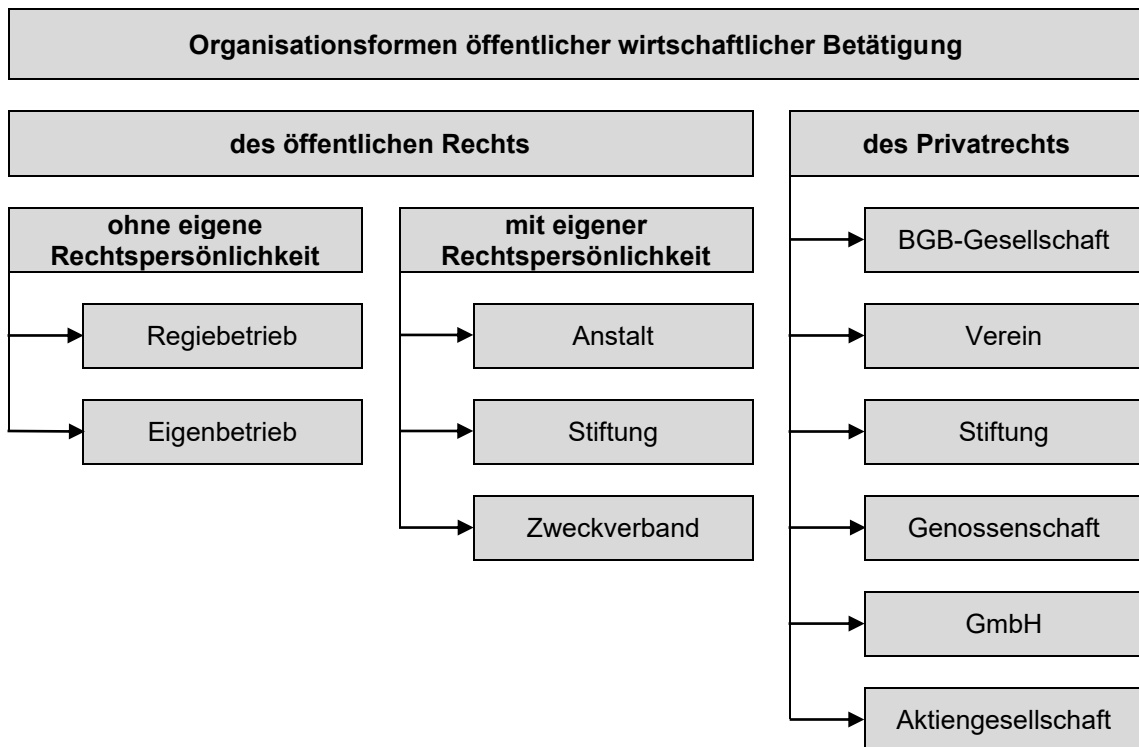 Organisationsformen öffentlicher wirtschaftlicher Betätigung
des öffentlichen Rechts
ohne eigene
Rechtspersönlichkeit
Regiebetrieb
Eigenbetrieb
mit eigener
Rechtspersönlichkeit
Anstalt
Stiftung
Zweckverband
des Privatrechts
BGB-Gesellschaft
Verein
Stiftung
Genossenschaft
GmbH
Aktiengesellschaft